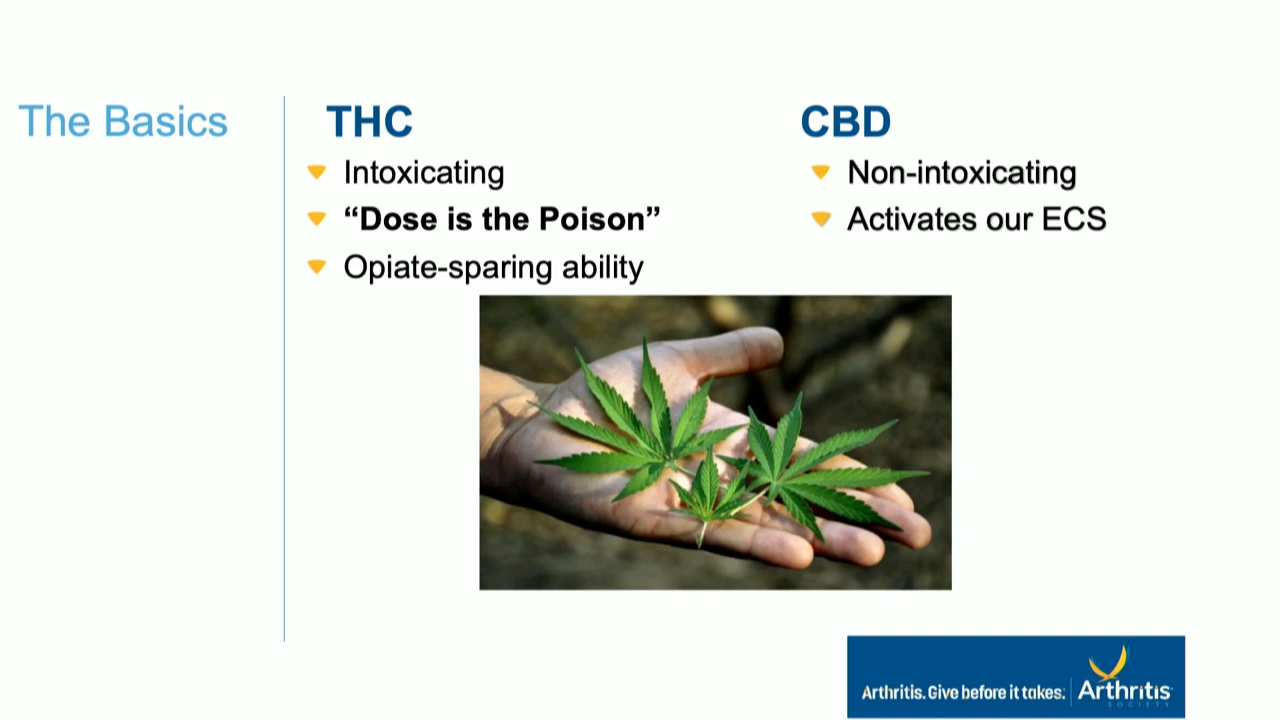 The Basics
THC
Intoxicating
“Dose is the Poison”
Opiate-sparing ability
CBD
Non-intoxicating
Activates our ECS
Arthritis. Give before it takes.
Arthritis
SOCIETY